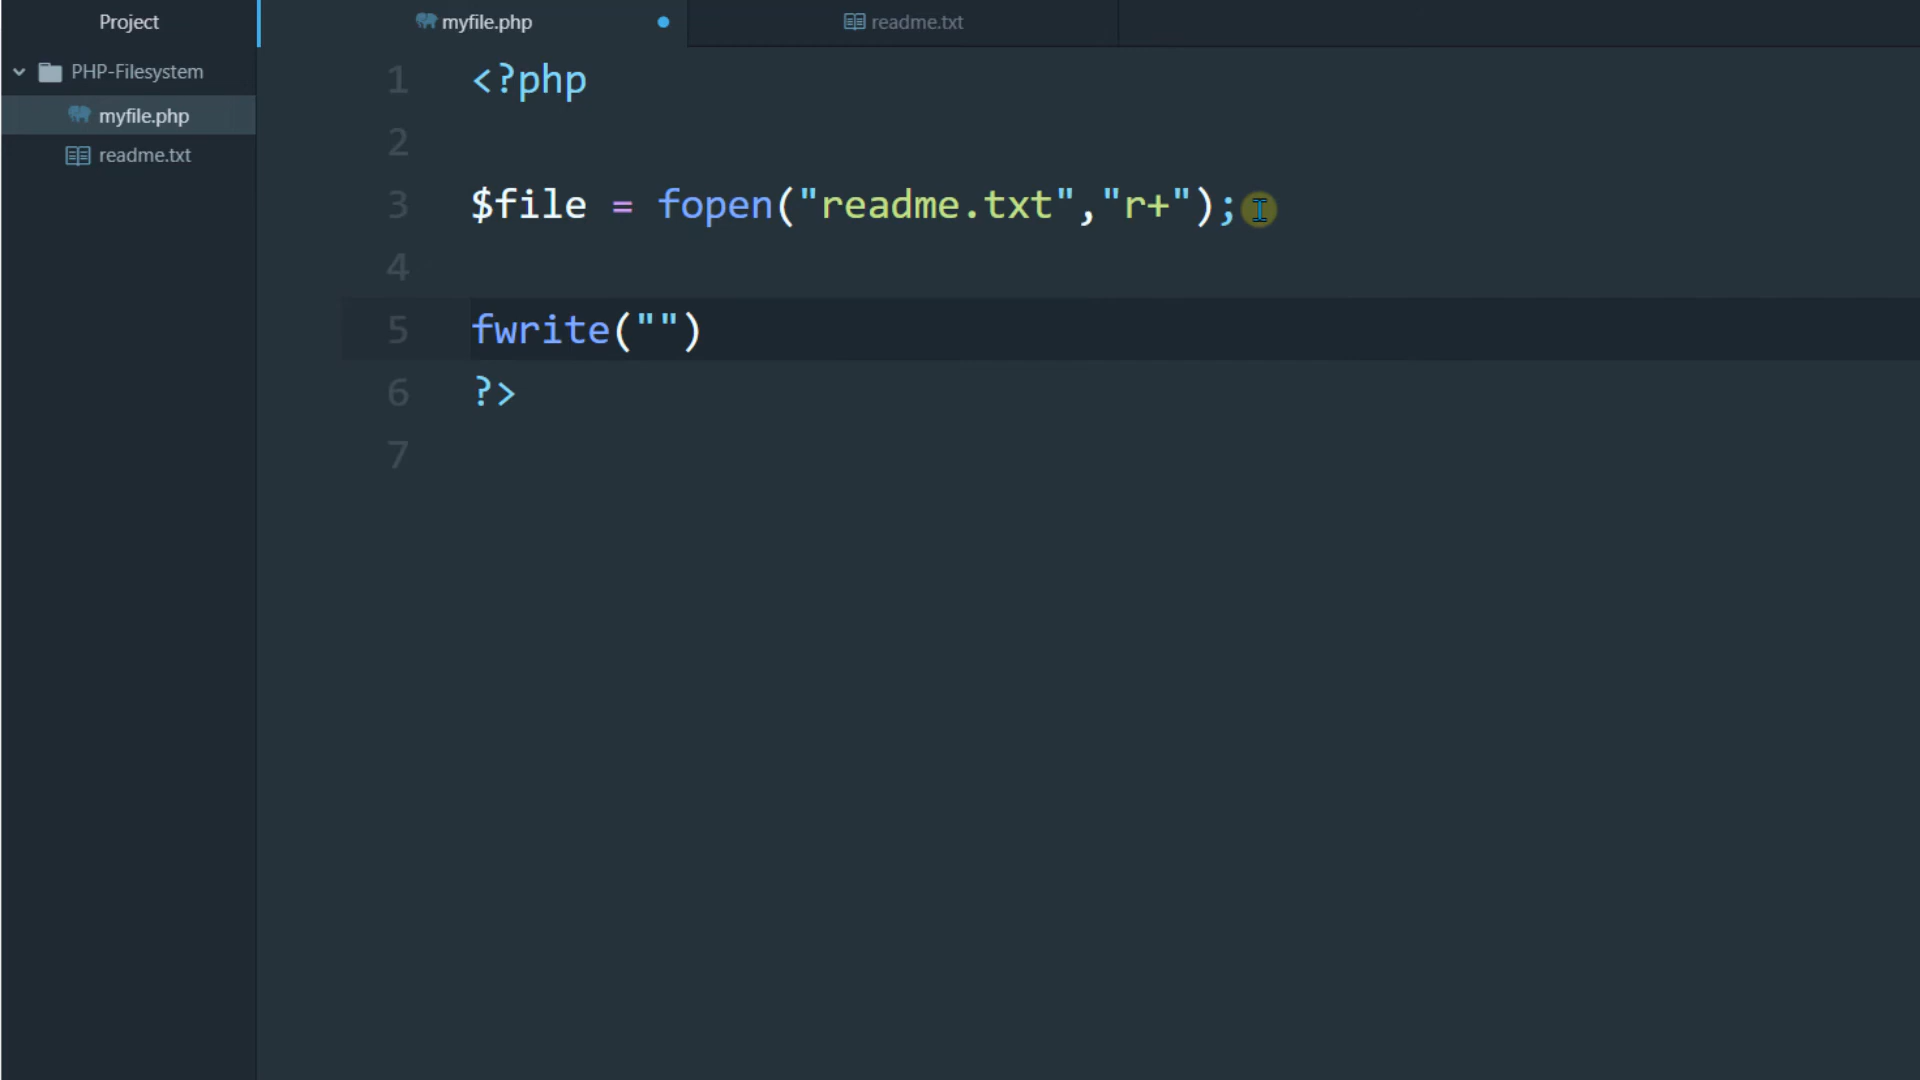 Project
PHP-Filesystem
myfile.php
readme.txt
myfile.php
readme.txt
1 <?php
2
3 $file = fopen("readme.txt","r+");
4
5 fwrite("")
6 ?>
7